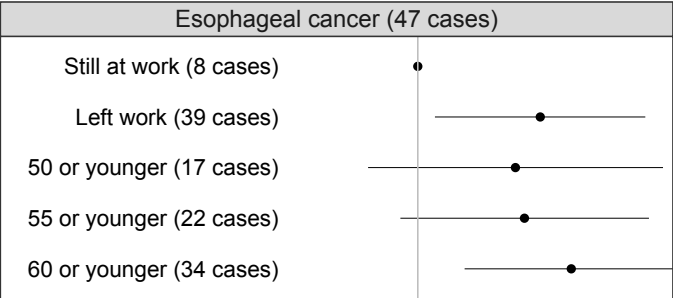 Esophageal cancer (47 cases)
Still at work (8 cases)
Left work (39 cases)
50 or younger (17 cases)
55 or younger (22 cases)
60 or younger (34 cases)